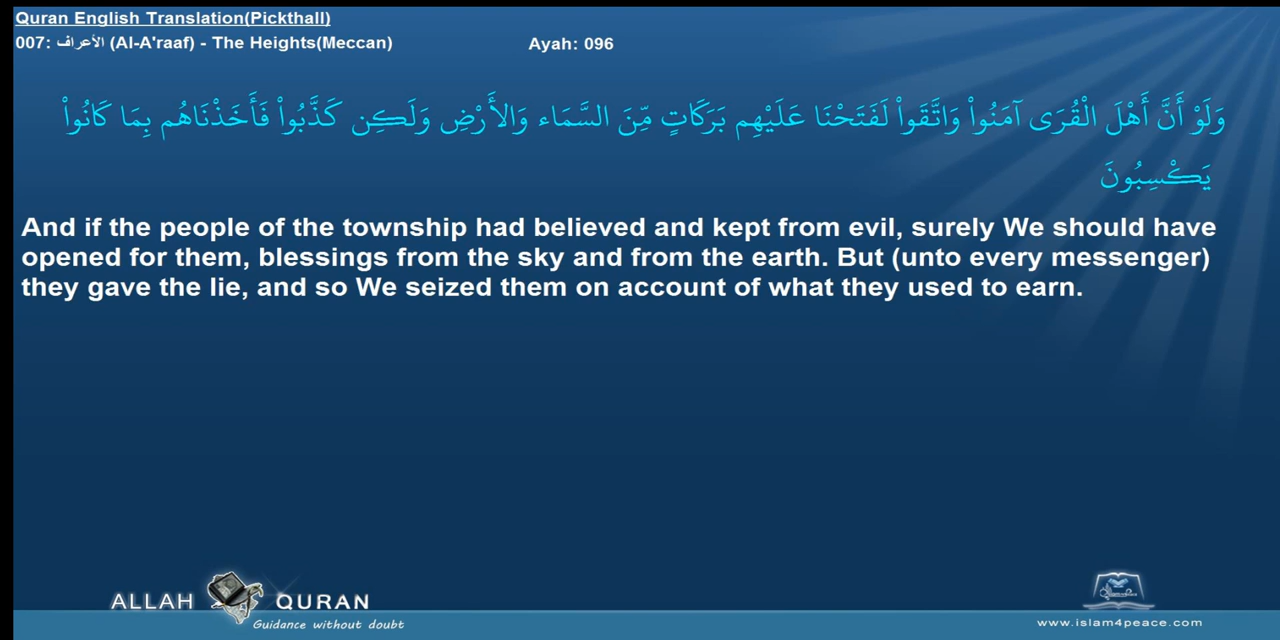 Quran English Translation(Pickthall)
007: الأعراف (Al-A'raaf) - The Heights(Meccan) Ayah: 096
وَلَوْ أَنَّ أَهْلَ الْقُرَى آمَنُواْ وَاتَّقَواْ لَفَتَحْنَا عَلَيْهِم بَرَكَاتٍ مِّنَ السَّمَاء وَالأَرْضِ وَلَكِن كَذَّبُواْ فَأَخَذْنَاهُم بِمَا كَانُواْ
يَكْسِبُونَ
And if the people of the township had believed and kept from evil, surely We should have
opened for them, blessings from the sky and from the earth. But (unto every messenger)
they gave the lie, and so We seized them on account of what they used to earn.
ALLAH QURAN
Guidance without doubt
www.islam4peace.com